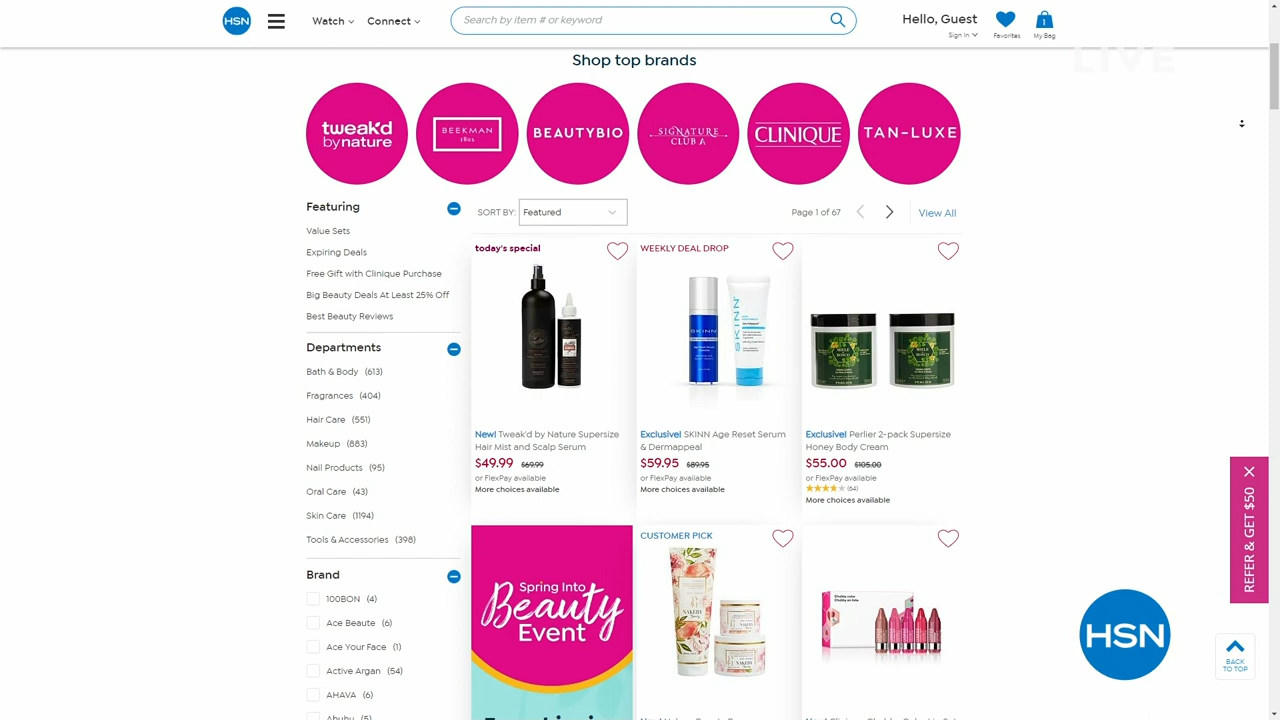 HSN
Watch
Connect
Search by item # or keyword
Hello, Guest
Sign In
Favorites
1
My Bag
LIVE
Shop top brands
tweak'd
by nature
BEEKMAN
1802
BEAUTYBIO
SIGNATURE
CLUB A
CLINIQUE
TAN-LUXE
Featuring
Value Sets
Expiring Deals
Free Gift with Clinique Purchase
Big Beauty Deals At Least 25% Off
Best Beauty Reviews
Departments
Bath & Body (613)
Fragrances (404)
Hair Care (551)
Makeup (883)
Nail Products (95)
Oral Care (43)
Skin Care (1194)
Tools & Accessories (398)
Brand
100BON (4)
Ace Beaute (6)
Ace Your Face (1)
Active Argan (54)
AHAVA (6)
SORT BY: Featured
Page 1 of 67
View All
today's special
New! Tweak'd by Nature Supersize
Hair Mist and Scalp Serum
$49.99 $69.99
or FlexPay available
More choices available
WEEKLY DEAL DROP
SKINN
SKINN
Exclusive! SKINN Age Reset Serum
& Dermappeal
$59.95 $89.95
or FlexPay available
More choices available
PERLIER
Exclusive! Perlier 2-pack Supersize
Honey Body Cream
$55.00 $105.00
or FlexPay available
(64)
More choices available
Spring Into
Beauty
Event
CUSTOMER PICK
NAKERY
REFER & GET $50
HSN
BACK
TO TOP